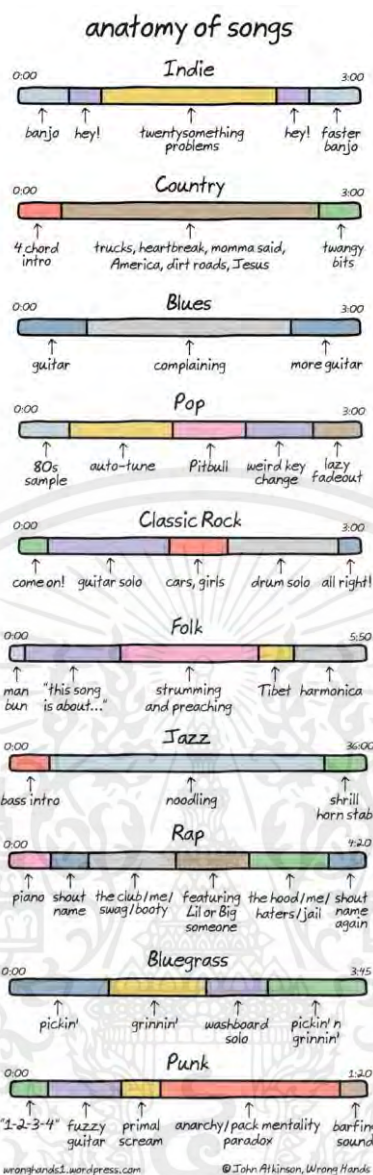 anatomy of songs
Indie
0:00 3:00
banjo hey! twentysomething problems hey! faster banjo
Country
0:00 3:00
4 chord intro trucks, heartbreak, momma said, America, dirt roads, Jesus twangy bits
Blues
0:00 3:00
guitar complaining more guitar
Pop
0:00 3:00
80s sample auto-tune Pitbull weird key change lazy fadeout
Classic Rock
0:00 3:00
come on! guitar solo cars, girls drum solo all right!
Folk
0:00 5:50
man bun "this song is about..." strumming and preaching Tibet harmonica
Jazz
0:00 36:00
bass intro noodling shrill horn stab
Rap
0:00 4:20
piano shout name the club/me/swag/booty featuring Lil or Big someone the hood/me/haters/jail shout name again
Bluegrass
0:00 3:45
pickin' grinnin' washboard solo pickin' n grinnin'
Punk
0:00 1:20
"1-2-3-4" fuzzy guitar primal scream anarchy/pack mentality paradox barfin sound
wronghands1.wordpress.com © John Atkinson, Wrong Hands